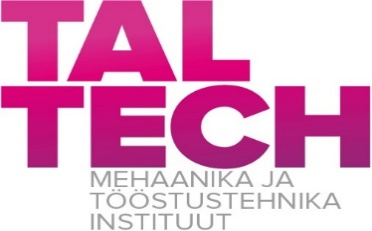 TAL
TECH
MEHAANIKA JA
TÖÖSTUSTEHNIKA
INSTITUUT